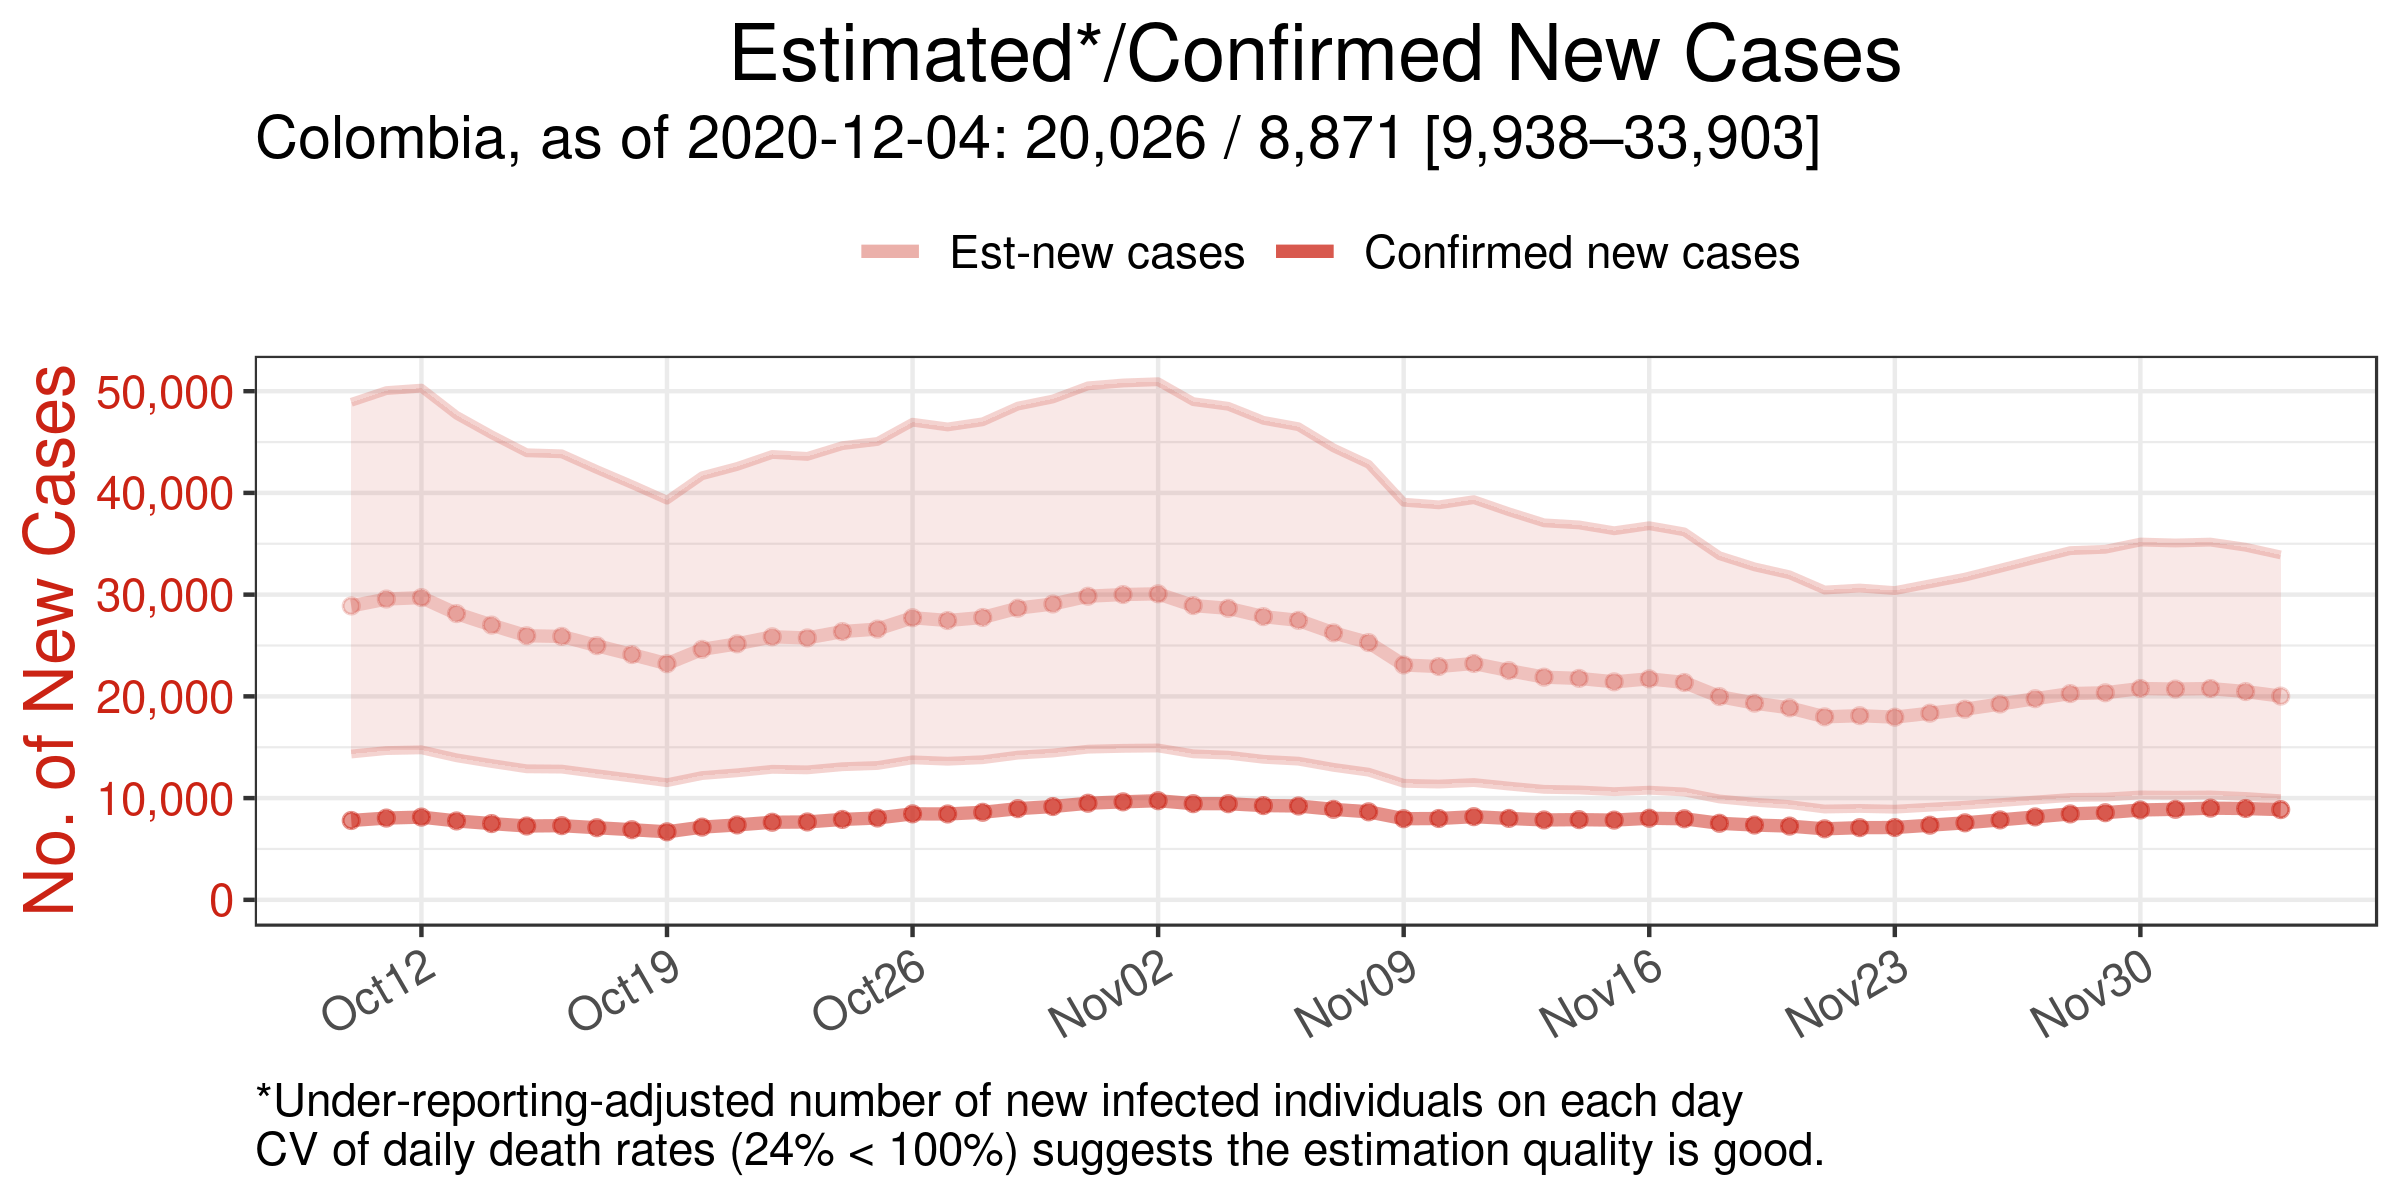 Estimated*/Confirmed New Cases
Colombia, as of 2020-12-04: 20,026 / 8,871 [9,938–33,903]
Est-new cases
Confirmed new cases
No. of New Cases
50,000
40,000
30,000
20,000
10,000
0
Oct12
Oct19
Oct26
Nov02
Nov09
Nov16
Nov23
Nov30
*Under-reporting-adjusted number of new infected individuals on each day
CV of daily death rates (24% < 100%) suggests the estimation quality is good.